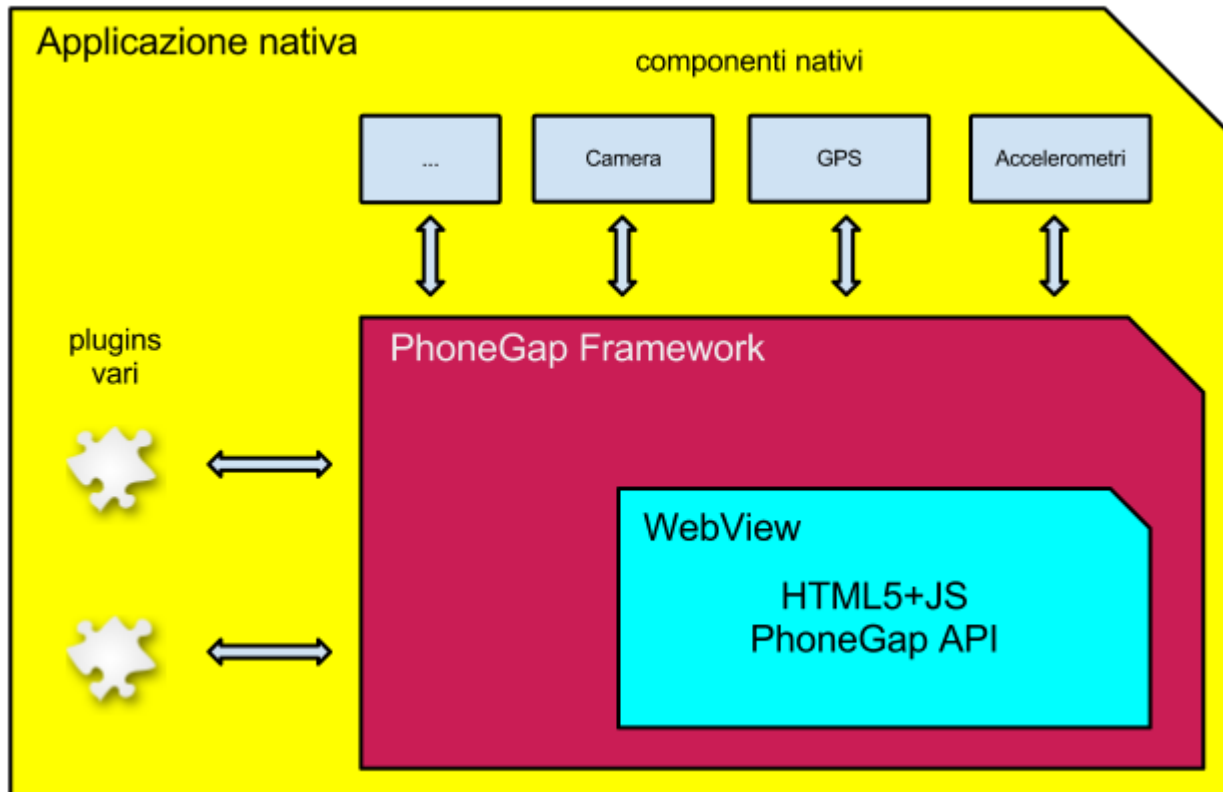 Applicazione nativa
componenti nativi
...
Camera
GPS
Accelerometri
plugins
vari
PhoneGap Framework
WebView
HTML5+JS
PhoneGap API